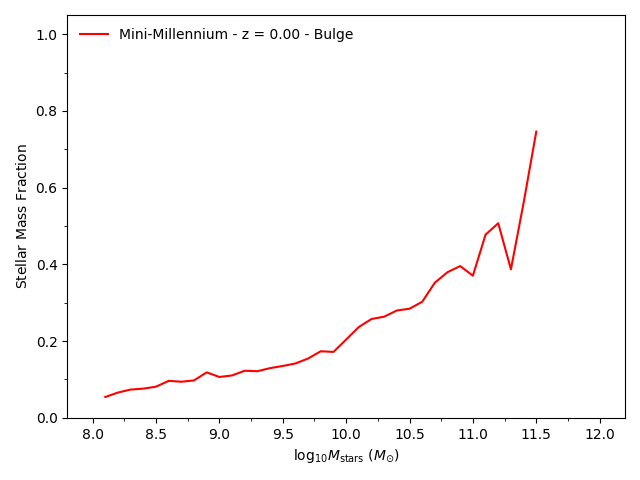 Mini-Millennium - z = 0.00 - Bulge
Stellar Mass Fraction
1.0
0.8
0.6
0.4
0.2
0.0
8.0 8.5 9.0 9.5 10.0 10.5 11.0 11.5 12.0
log₁₀M_stars (M_⊙)